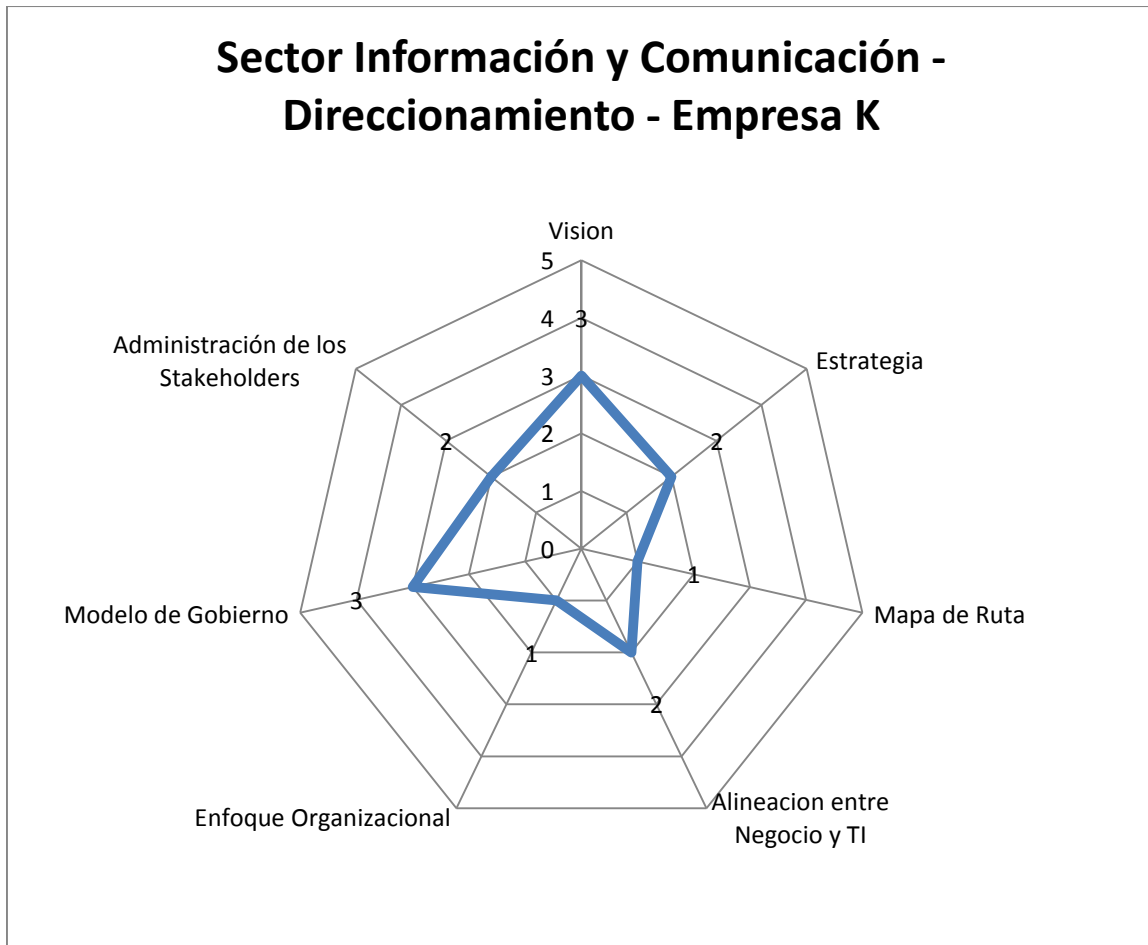 Sector Información y Comunicación -
Direccionamiento - Empresa K
Vision
5
4
3
3
2
1
0
Estrategia
2
Mapa de Ruta
1
Alineacion entre
Negocio y TI
2
Enfoque Organizacional
1
Modelo de Gobierno
3
Administración de los
Stakeholders
2